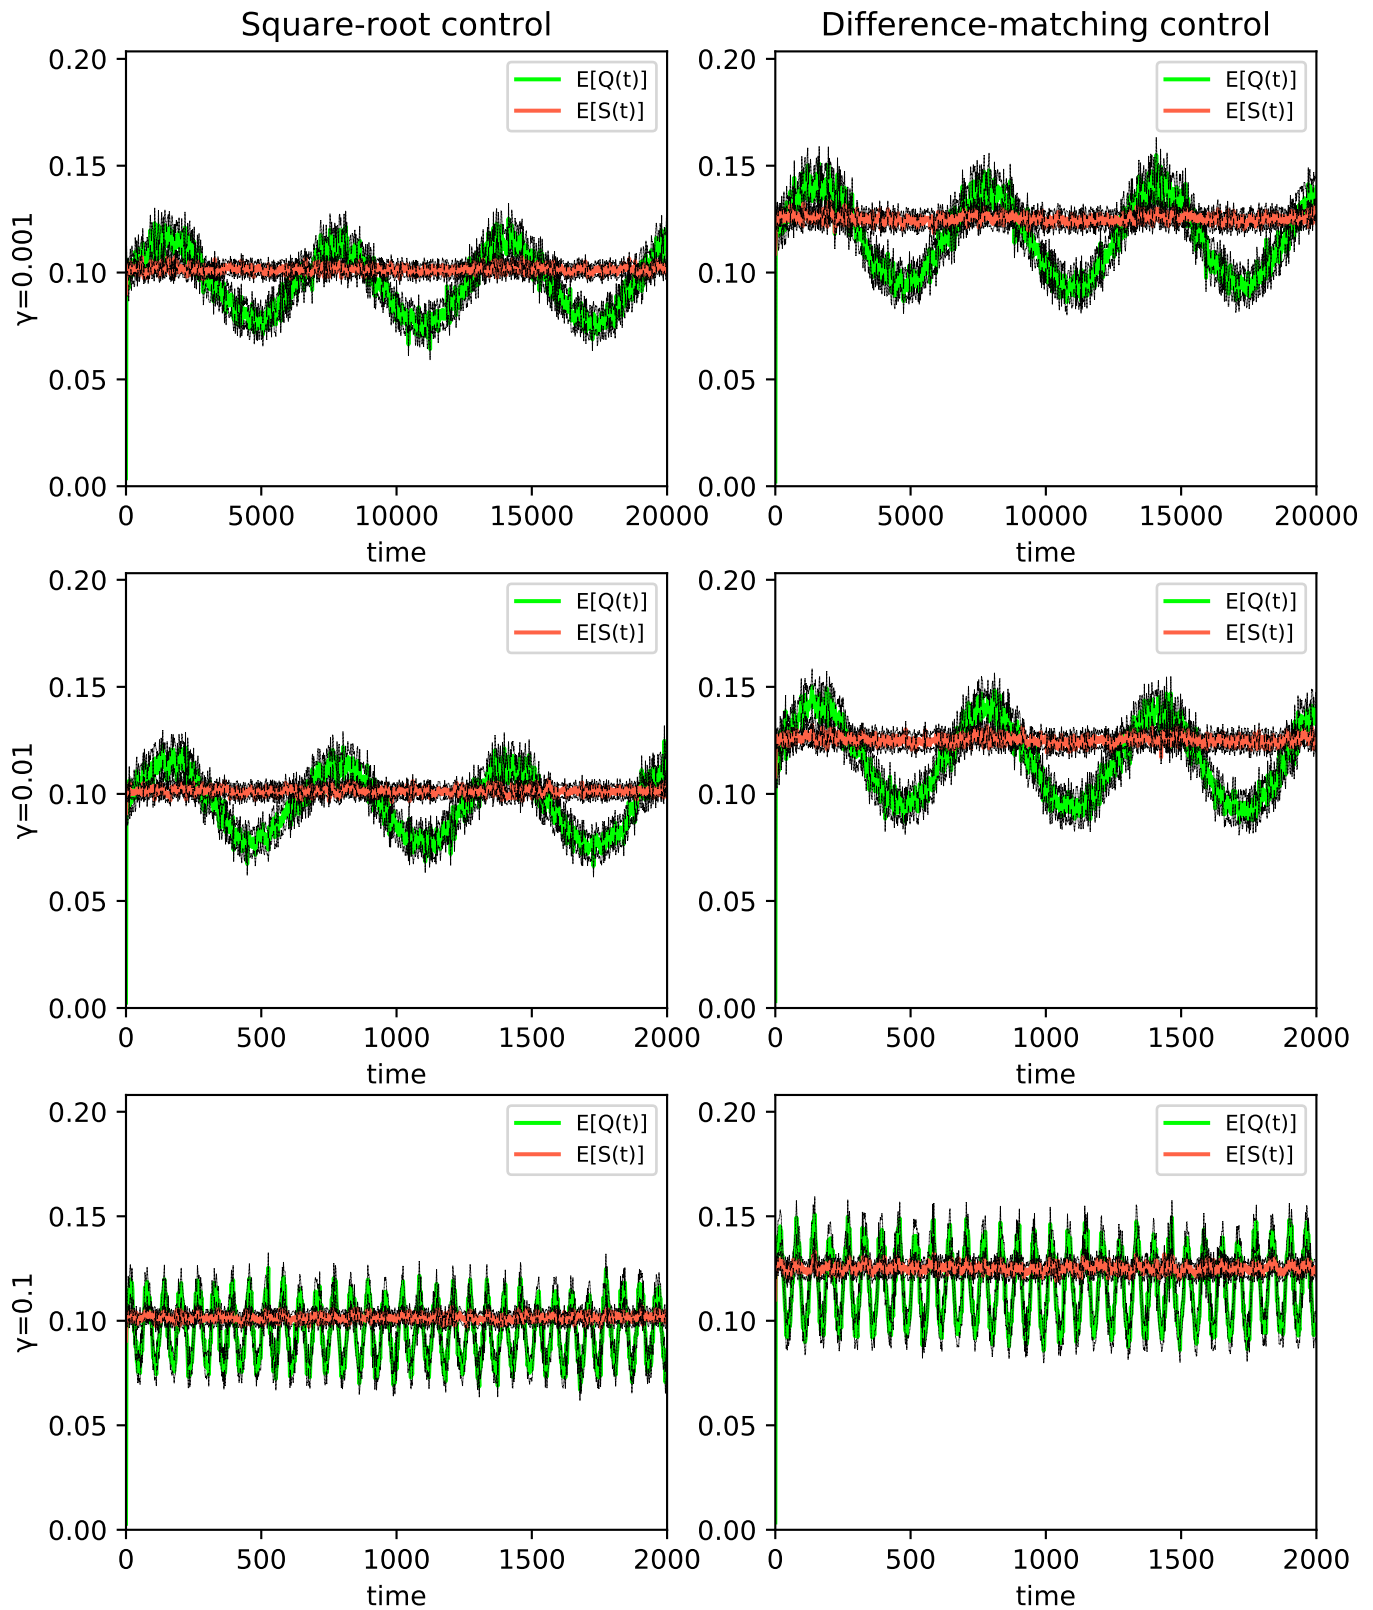 Square-root control
Difference-matching control
γ=0.001
0.20
0.15
0.10
0.05
0.00
E[Q(t)]
E[S(t)]
0 5000 10000 15000 20000
time
0.20
0.15
0.10
0.05
0.00
E[Q(t)]
E[S(t)]
0 5000 10000 15000 20000
time
γ=0.01
0.20
0.15
0.10
0.05
0.00
E[Q(t)]
E[S(t)]
0 500 1000 1500 2000
time
0.20
0.15
0.10
0.05
0.00
E[Q(t)]
E[S(t)]
0 500 1000 1500 2000
time
γ=0.1
0.20
0.15
0.10
0.05
0.00
E[Q(t)]
E[S(t)]
0 500 1000 1500 2000
time
0.20
0.15
0.10
0.05
0.00
E[Q(t)]
E[S(t)]
0 500 1000 1500 2000
time